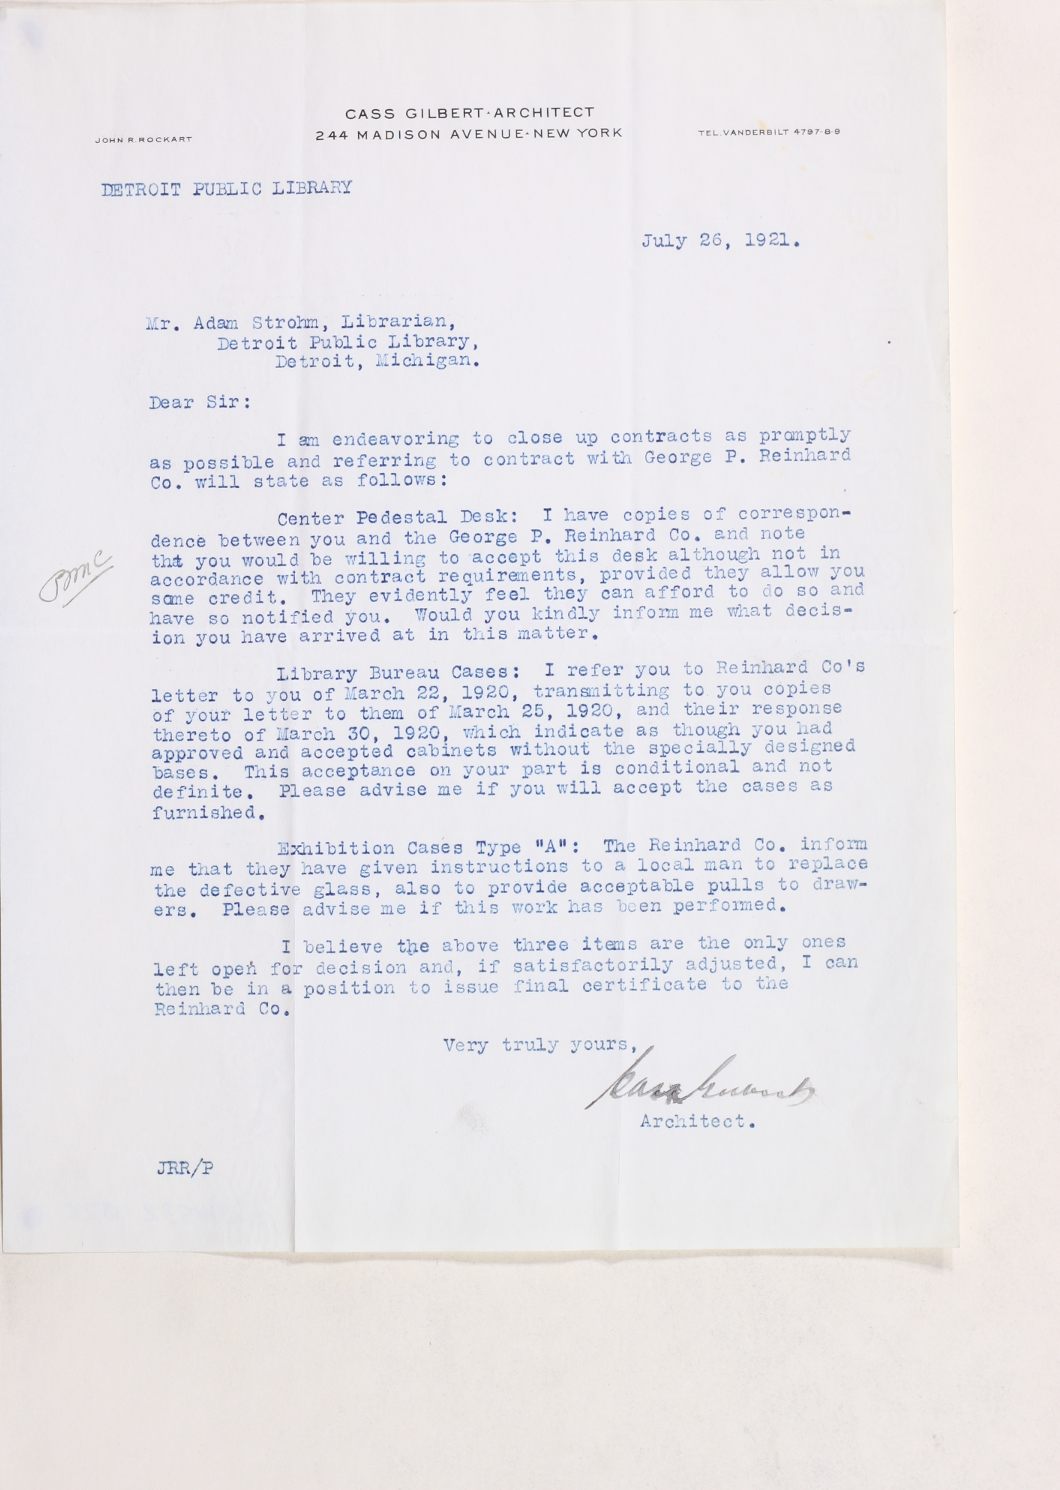 CASS GILBERT·ARCHITECT
244 MADISON AVENUE·NEW YORK
JOHN R. ROCKART
TEL. VANDERBILT 4797-8-9
DETROIT PUBLIC LIBRARY
July 26, 1921.
Mr. Adam Strohm, Librarian,
Detroit Public Library,
Detroit, Michigan.
Dear Sir:
I am endeavoring to close up contracts as promptly
as possible and referring to contract with George P. Reinhard
Co. will state as follows:
Center Pedestal Desk: I have copies of correspon-
dence between you and the George P. Reinhard Co. and note
that you would be willing to accept this desk although not in
accordance with contract requirements, provided they allow you
some credit. They evidently feel they can afford to do so and
have so notified you. Would you kindly inform me what decis-
ion you have arrived at in this matter.
Library Bureau Cases: I refer you to Reinhard Co's
letter to you of March 22, 1920, transmitting to you copies
of your letter to them of March 25, 1920, and their response
thereto of March 30, 1920, which indicate as though you had
approved and accepted cabinets without the specially designed
bases. This acceptance on your part is conditional and not
definite. Please advise me if you will accept the cases as
furnished.
Exhibition Cases Type "A": The Reinhard Co. inform
me that they have given instructions to a local man to replace
the defective glass, also to provide acceptable pulls to draw-
ers. Please advise me if this work has been performed.
I believe the above three items are the only ones
left open for decision and, if satisfactorily adjusted, I can
then be in a position to issue final certificate to the
Reinhard Co.
Very truly yours,
Cass Gilbert
Architect.
JRR/P